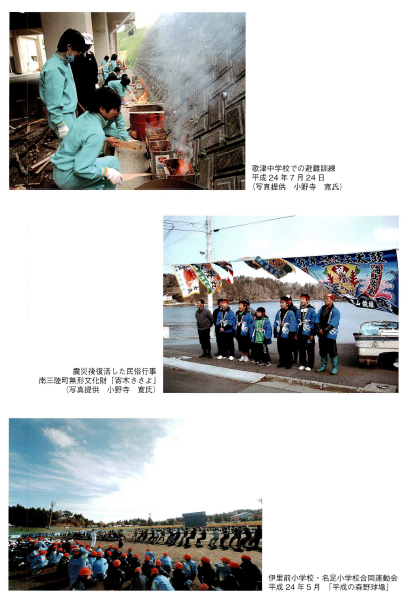 歌津中学校での避難訓練
平成24年7月24日
（写真提供　小野寺　寛氏）
震災後復活した民俗行事
南三陸町無形文化財「寄木ささよ」
（写真提供　小野寺　寛氏）
伊里前小学校・名足小学校合同運動会
平成24年5月　「平成の森野球場」